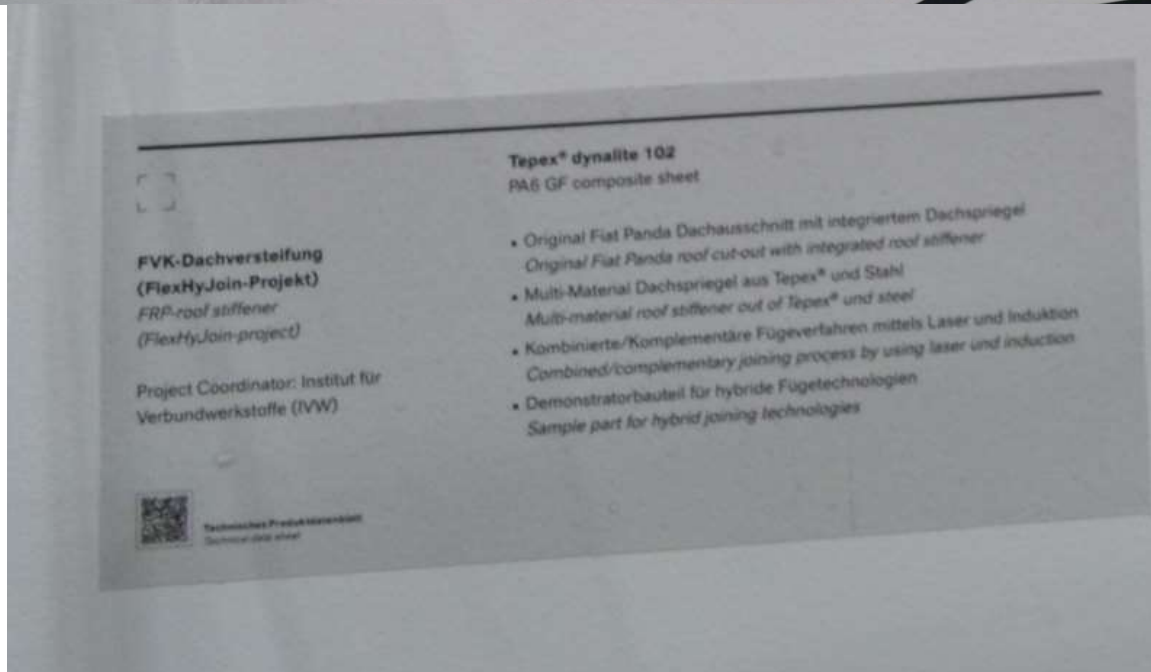 FVK-Dachversteifung
(FlexHyJoin-Projekt)
FRP-roof stiffener
(FlexHyJoin-project)
Project Coordinator: Institut für
Verbundwerkstoffe (IVW)
Technisches Produktdatenblatt
Technical data sheet
Tepex® dynalite 102
PA6 GF composite sheet
• Original Fiat Panda Dachausschnitt mit integriertem Dachspriegel
Original Fiat Panda roof cut-out with integrated roof stiffener
• Multi-Material Dachspriegel aus Tepex® und Stahl
Multi-material roof stiffener out of Tepex® und steel
• Kombinierte/Komplementäre Fügeverfahren mittels Laser und Induktion
Combined/complementary joining process by using laser und induction
• Demonstratorbauteil für hybride Fügetechnologien
Sample part for hybrid joining technologies